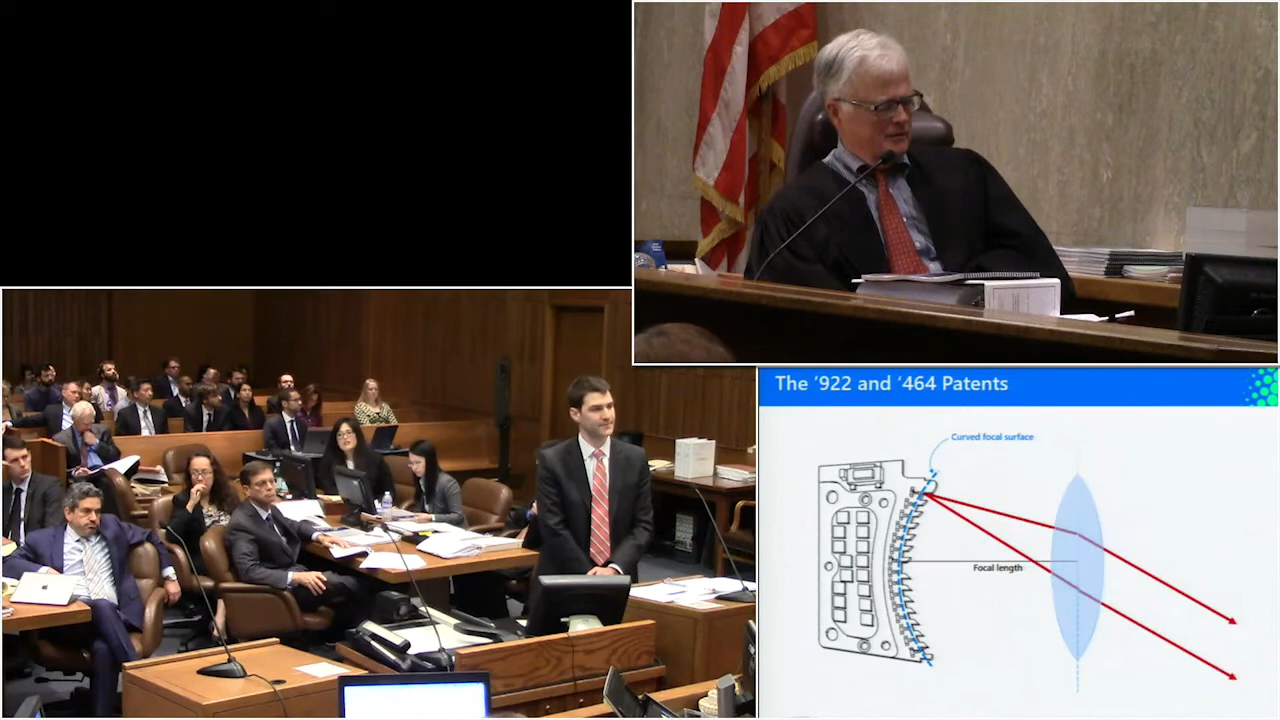 The '922 and '464 Patents
Curved focal surface
Focal length